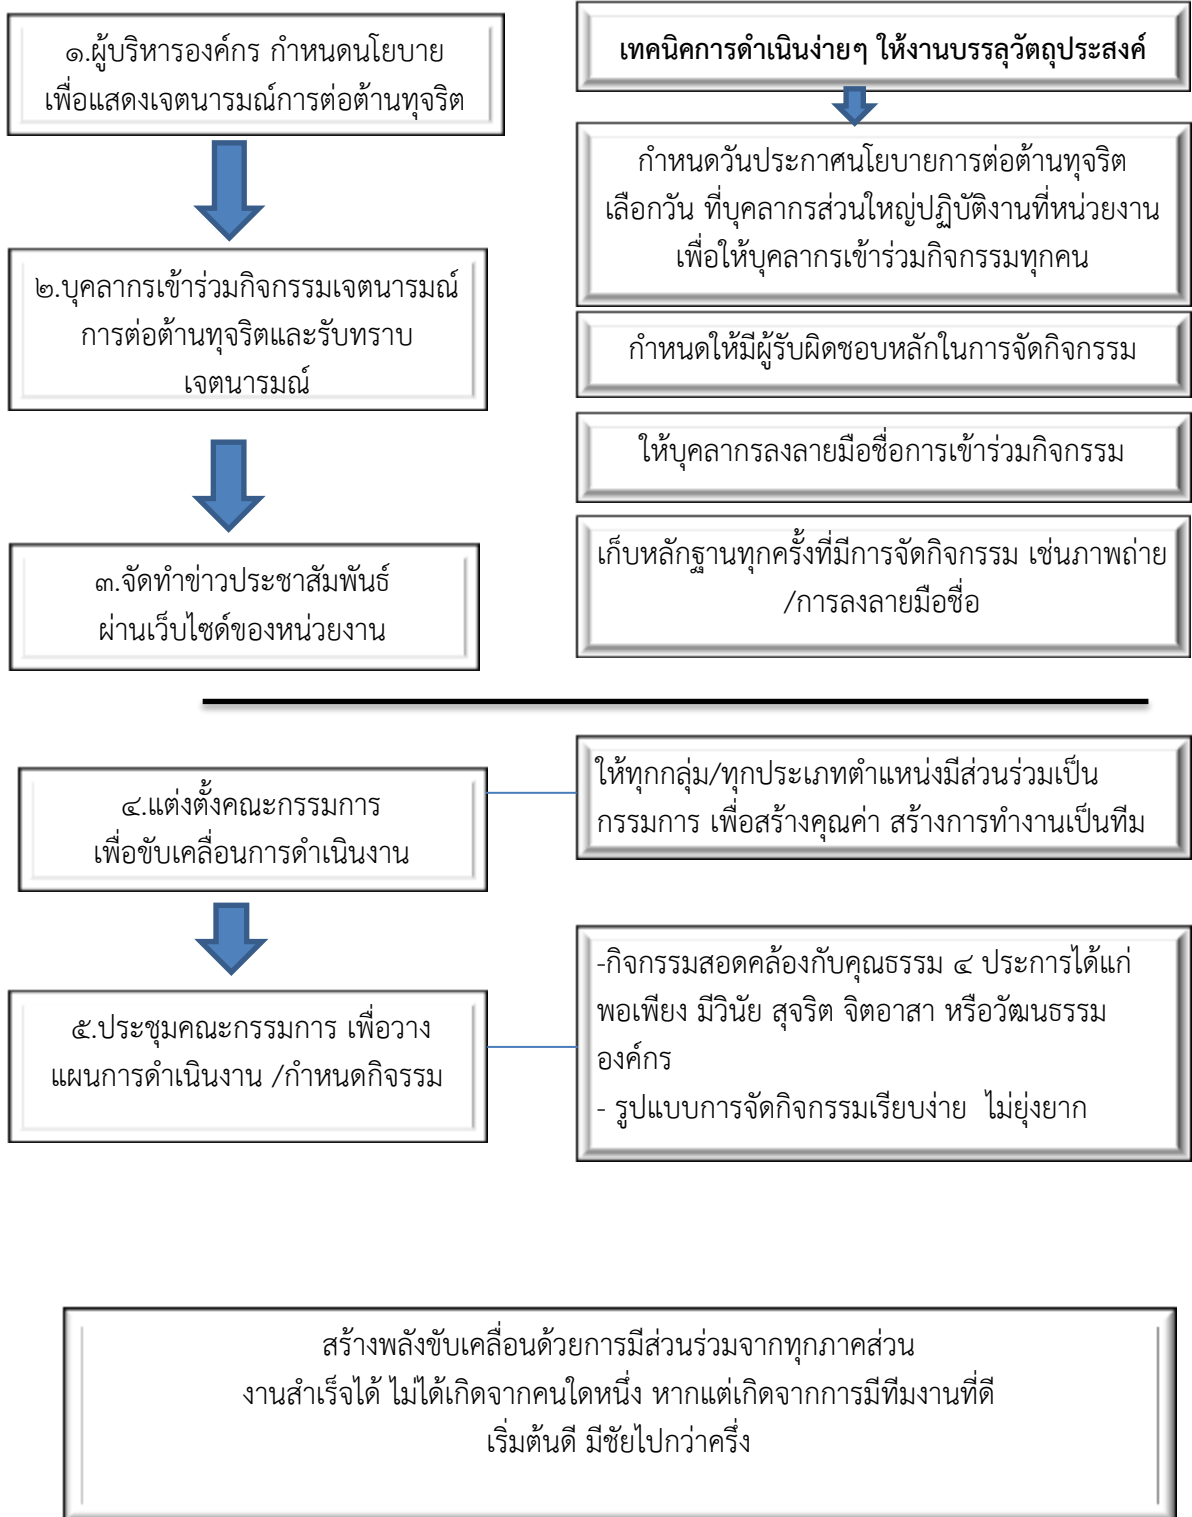 ๑.ผู้บริหารองค์กร กำหนดนโยบาย
เพื่อแสดงเจตนารมณ์การต่อต้านทุจริต
๒.บุคลากรเข้าร่วมกิจกรรมเจตนารมณ์
การต่อต้านทุจริตและรับทราบ
เจตนารมณ์
๓.จัดทำข่าวประชาสัมพันธ์
ผ่านเว็บไซด์ของหน่วยงาน
เทคนิคการดำเนินง่ายๆ ให้งานบรรลุวัตถุประสงค์
กำหนดวันประกาศนโยบายการต่อต้านทุจริต
เลือกวัน ที่บุคลากรส่วนใหญ่ปฏิบัติงานที่หน่วยงาน
เพื่อให้บุคลากรเข้าร่วมกิจกรรมทุกคน
กำหนดให้มีผู้รับผิดชอบหลักในการจัดกิจกรรม
ให้บุคลากรลงลายมือชื่อการเข้าร่วมกิจกรรม
เก็บหลักฐานทุกครั้งที่มีการจัดกิจกรรม เช่นภาพถ่าย
/การลงลายมือชื่อ
๔.แต่งตั้งคณะกรรมการ
เพื่อขับเคลื่อนการดำเนินงาน
ให้ทุกกลุ่ม/ทุกประเภทตำแหน่งมีส่วนร่วมเป็น
กรรมการ เพื่อสร้างคุณค่า สร้างการทำงานเป็นทีม
๕.ประชุมคณะกรรมการ เพื่อวาง
แผนการดำเนินงาน /กำหนดกิจรรม
-กิจกรรมสอดคล้องกับคุณธรรม ๔ ประการได้แก่
พอเพียง มีวินัย สุจริต จิตอาสา หรือวัฒนธรรม
องค์กร
- รูปแบบการจัดกิจกรรมเรียบง่าย ไม่ยุ่งยาก
สร้างพลังขับเคลื่อนด้วยการมีส่วนร่วมจากทุกภาคส่วน
งานสำเร็จได้ ไม่ได้เกิดจากคนใดหนึ่ง หากแต่เกิดจากการมีทีมงานที่ดี
เริ่มต้นดี มีชัยไปกว่าครึ่ง